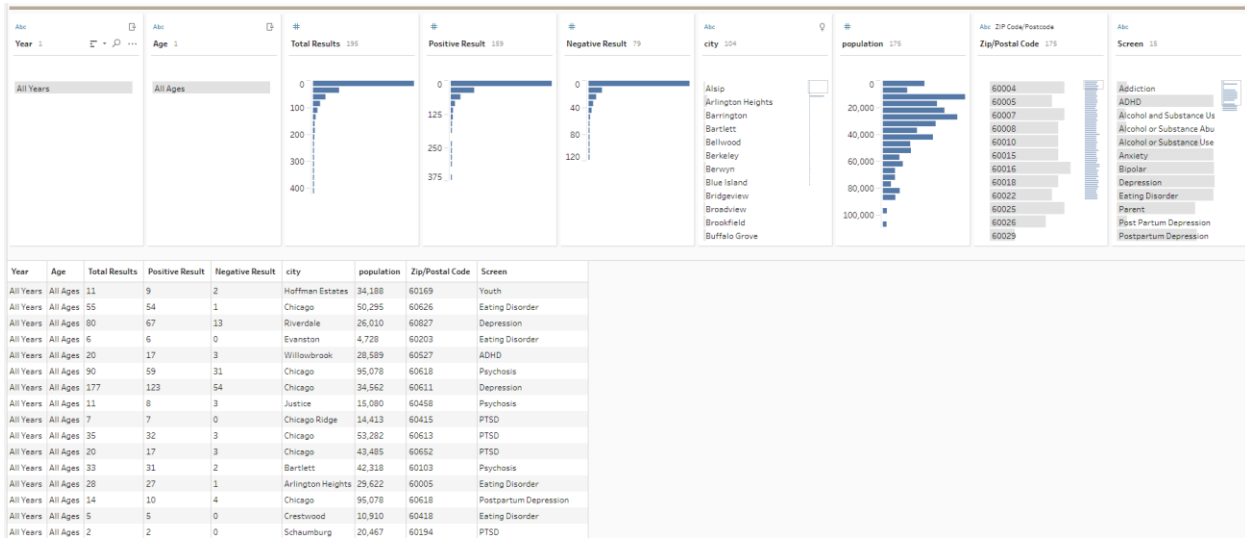 Abc
Year 1
All Years
Abc
Age 1
All Ages
#
Total Results 195
0
100
200
300
400
#
Positive Result 159
0
125
250
375
#
Negative Result 79
0
40
80
120
Abc
city 104
Alsip
Arlington Heights
Barrington
Bartlett
Bellwood
Berkeley
Berwyn
Blue Island
Bridgeview
Broadview
Brookfield
Buffalo Grove
#
population 175
0
20,000
40,000
60,000
80,000
100,000
Abc ZIP Code/Postcode
Zip/Postal Code 175
60004
60005
60007
60008
60010
60015
60016
60018
60022
60025
60026
60029
Abc
Screen 15
Addiction
ADHD
Alcohol and Substance Us
Alcohol or Substance Abu
Alcohol or Substance Use
Anxiety
Bipolar
Depression
Eating Disorder
Parent
Post Partum Depression
Postpartum Depression
Year Age Total Results Positive Result Negative Result city population Zip/Postal Code Screen
All Years All Ages 11 9 2 Hoffman Estates 34,188 60169 Youth
All Years All Ages 55 54 1 Chicago 50,295 60626 Eating Disorder
All Years All Ages 80 67 13 Riverdale 26,010 60827 Depression
All Years All Ages 6 6 0 Evanston 4,728 60203 Eating Disorder
All Years All Ages 20 17 3 Willowbrook 28,589 60527 ADHD
All Years All Ages 90 59 31 Chicago 95,078 60618 Psychosis
All Years All Ages 177 123 54 Chicago 34,562 60611 Depression
All Years All Ages 11 8 3 Justice 15,080 60458 Psychosis
All Years All Ages 7 7 0 Chicago Ridge 14,413 60415 PTSD
All Years All Ages 35 32 3 Chicago 53,282 60613 PTSD
All Years All Ages 20 17 3 Chicago 43,485 60652 PTSD
All Years All Ages 33 31 2 Bartlett 42,318 60103 Psychosis
All Years All Ages 28 27 1 Arlington Heights 29,622 60005 Eating Disorder
All Years All Ages 14 10 4 Chicago 95,078 60618 Postpartum Depression
All Years All Ages 5 5 0 Crestwood 10,910 60418 Eating Disorder
All Years All Ages 2 2 0 Schaumburg 20,467 60194 PTSD